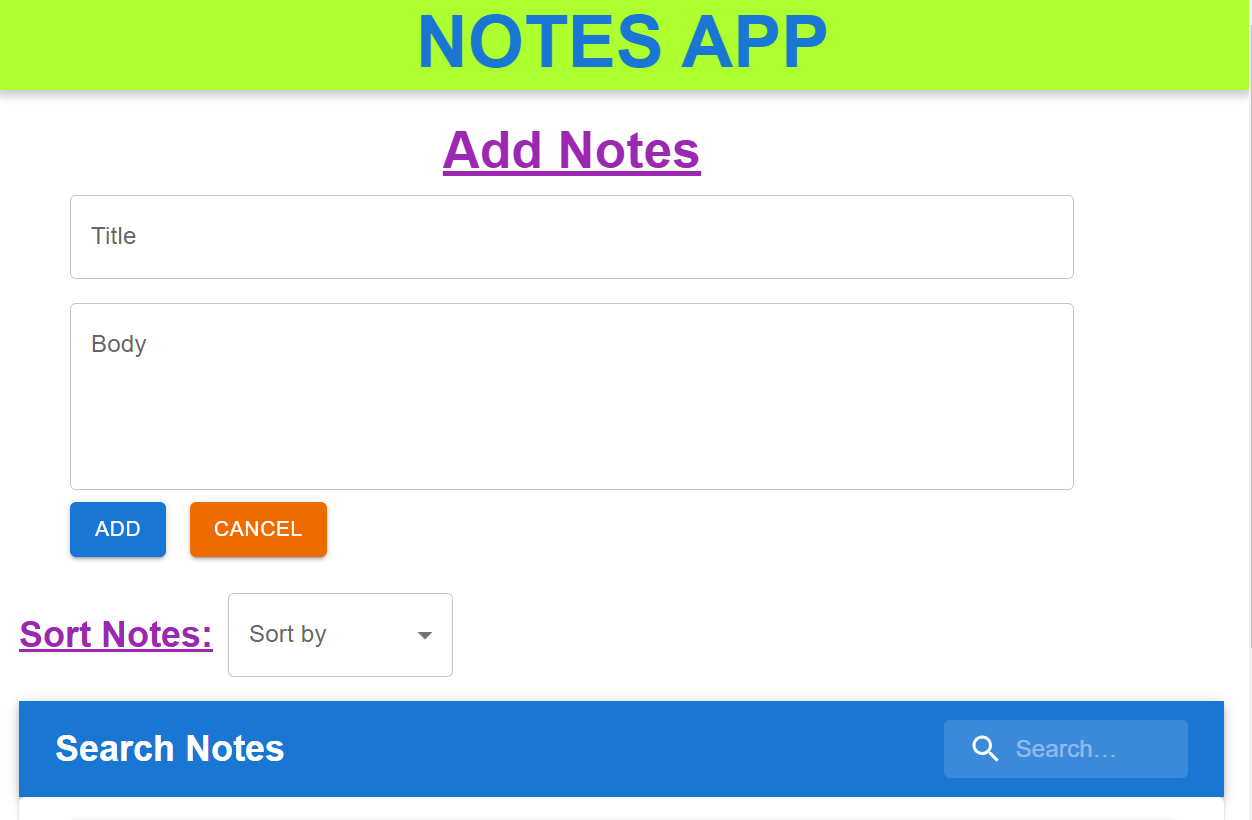 NOTES APP
Add Notes
Title
Body
ADD CANCEL
Sort Notes: Sort by
Search Notes Search…